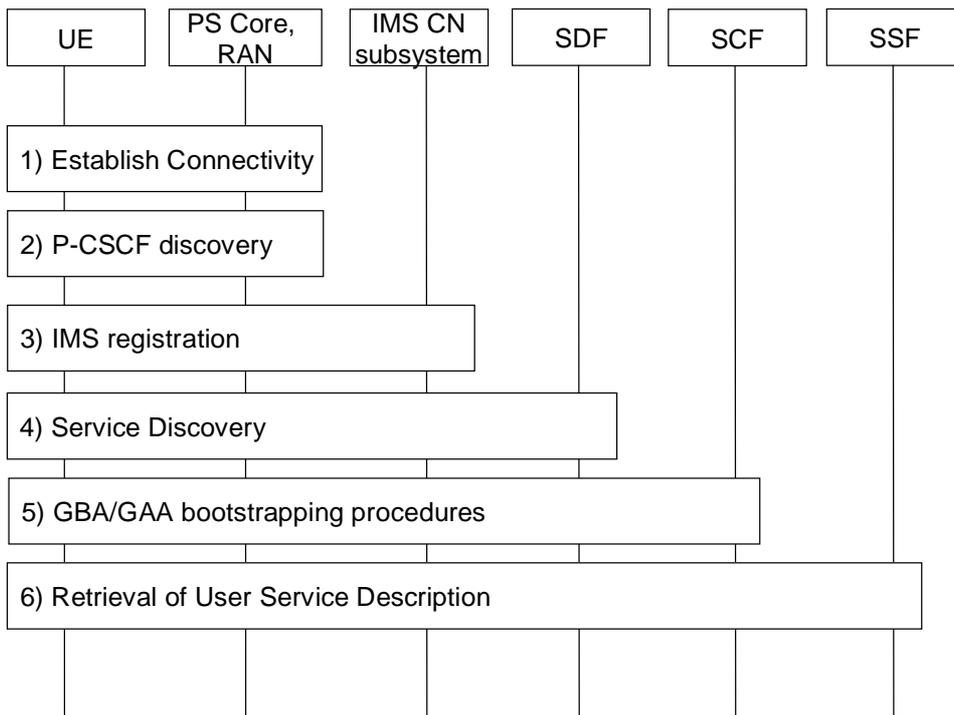 UE
PS Core,
RAN
IMS CN
subsystem
SDF
SCF
SSF
1) Establish Connectivity
2) P-CSCF discovery
3) IMS registration
4) Service Discovery
5) GBA/GAA bootstrapping procedures
6) Retrieval of User Service Description